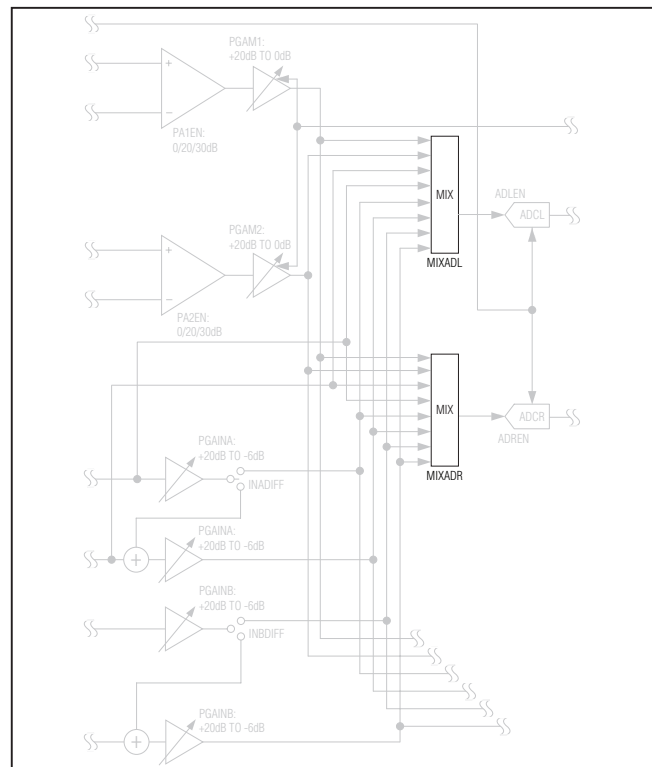 PGAM1:
+20dB TO 0dB
+
−
PA1EN:
0/20/30dB
MIX
MIXADL
ADLEN
ADCL
PGAM2:
+20dB TO 0dB
+
−
PA2EN:
0/20/30dB
MIX
MIXADR
ADCR
ADREN
PGAINA:
+20dB TO -6dB
INADIFF
+
PGAINA:
+20dB TO -6dB
PGAINB:
+20dB TO -6dB
INBDIFF
+
PGAINB:
+20dB TO -6dB